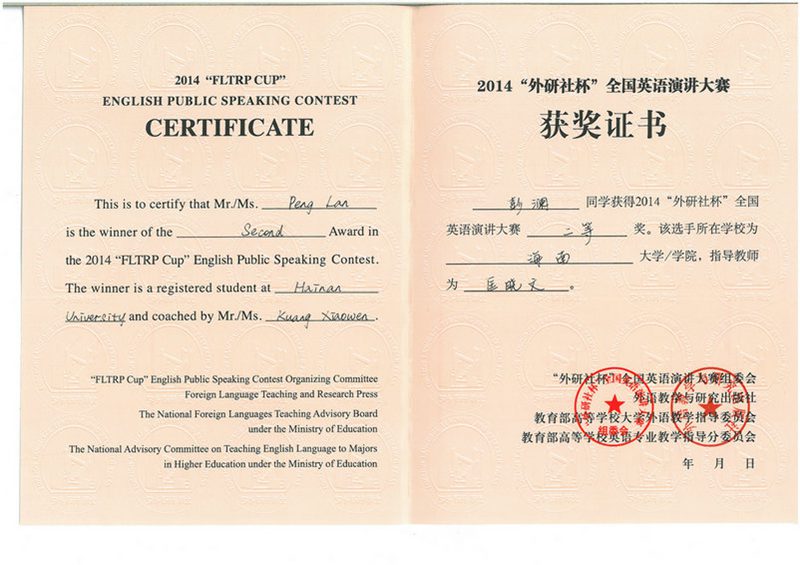 2014 “FLTRP CUP”
ENGLISH PUBLIC SPEAKING CONTEST
CERTIFICATE
This is to certify that Mr./Ms. Peng Lan
is the winner of the Second Award in
the 2014 “FLTRP Cup” English Public Speaking Contest.
The winner is a registered student at Hainan
University and coached by Mr./Ms. Kuang Xiaowen.
“FLTRP Cup” English Public Speaking Contest Organizing Committee
Foreign Language Teaching and Research Press
The National Foreign Languages Teaching Advisory Board
under the Ministry of Education
The National Advisory Committee on Teaching English Language to Majors
in Higher Education under the Ministry of Education
2014“外研社杯”全国英语演讲大赛
获奖证书
彭澜 同学获得2014“外研社杯”全国
英语演讲大赛 二等 奖。该选手所在学校为
海南 大学/学院，指导教师
为 匡晓文 。
“外研社杯”全国英语演讲大赛组委会
外语教学与研究出版社
教育部高等学校大学外语教学指导委员会
教育部高等学校英语专业教学指导分委员会
年 月 日
组委会